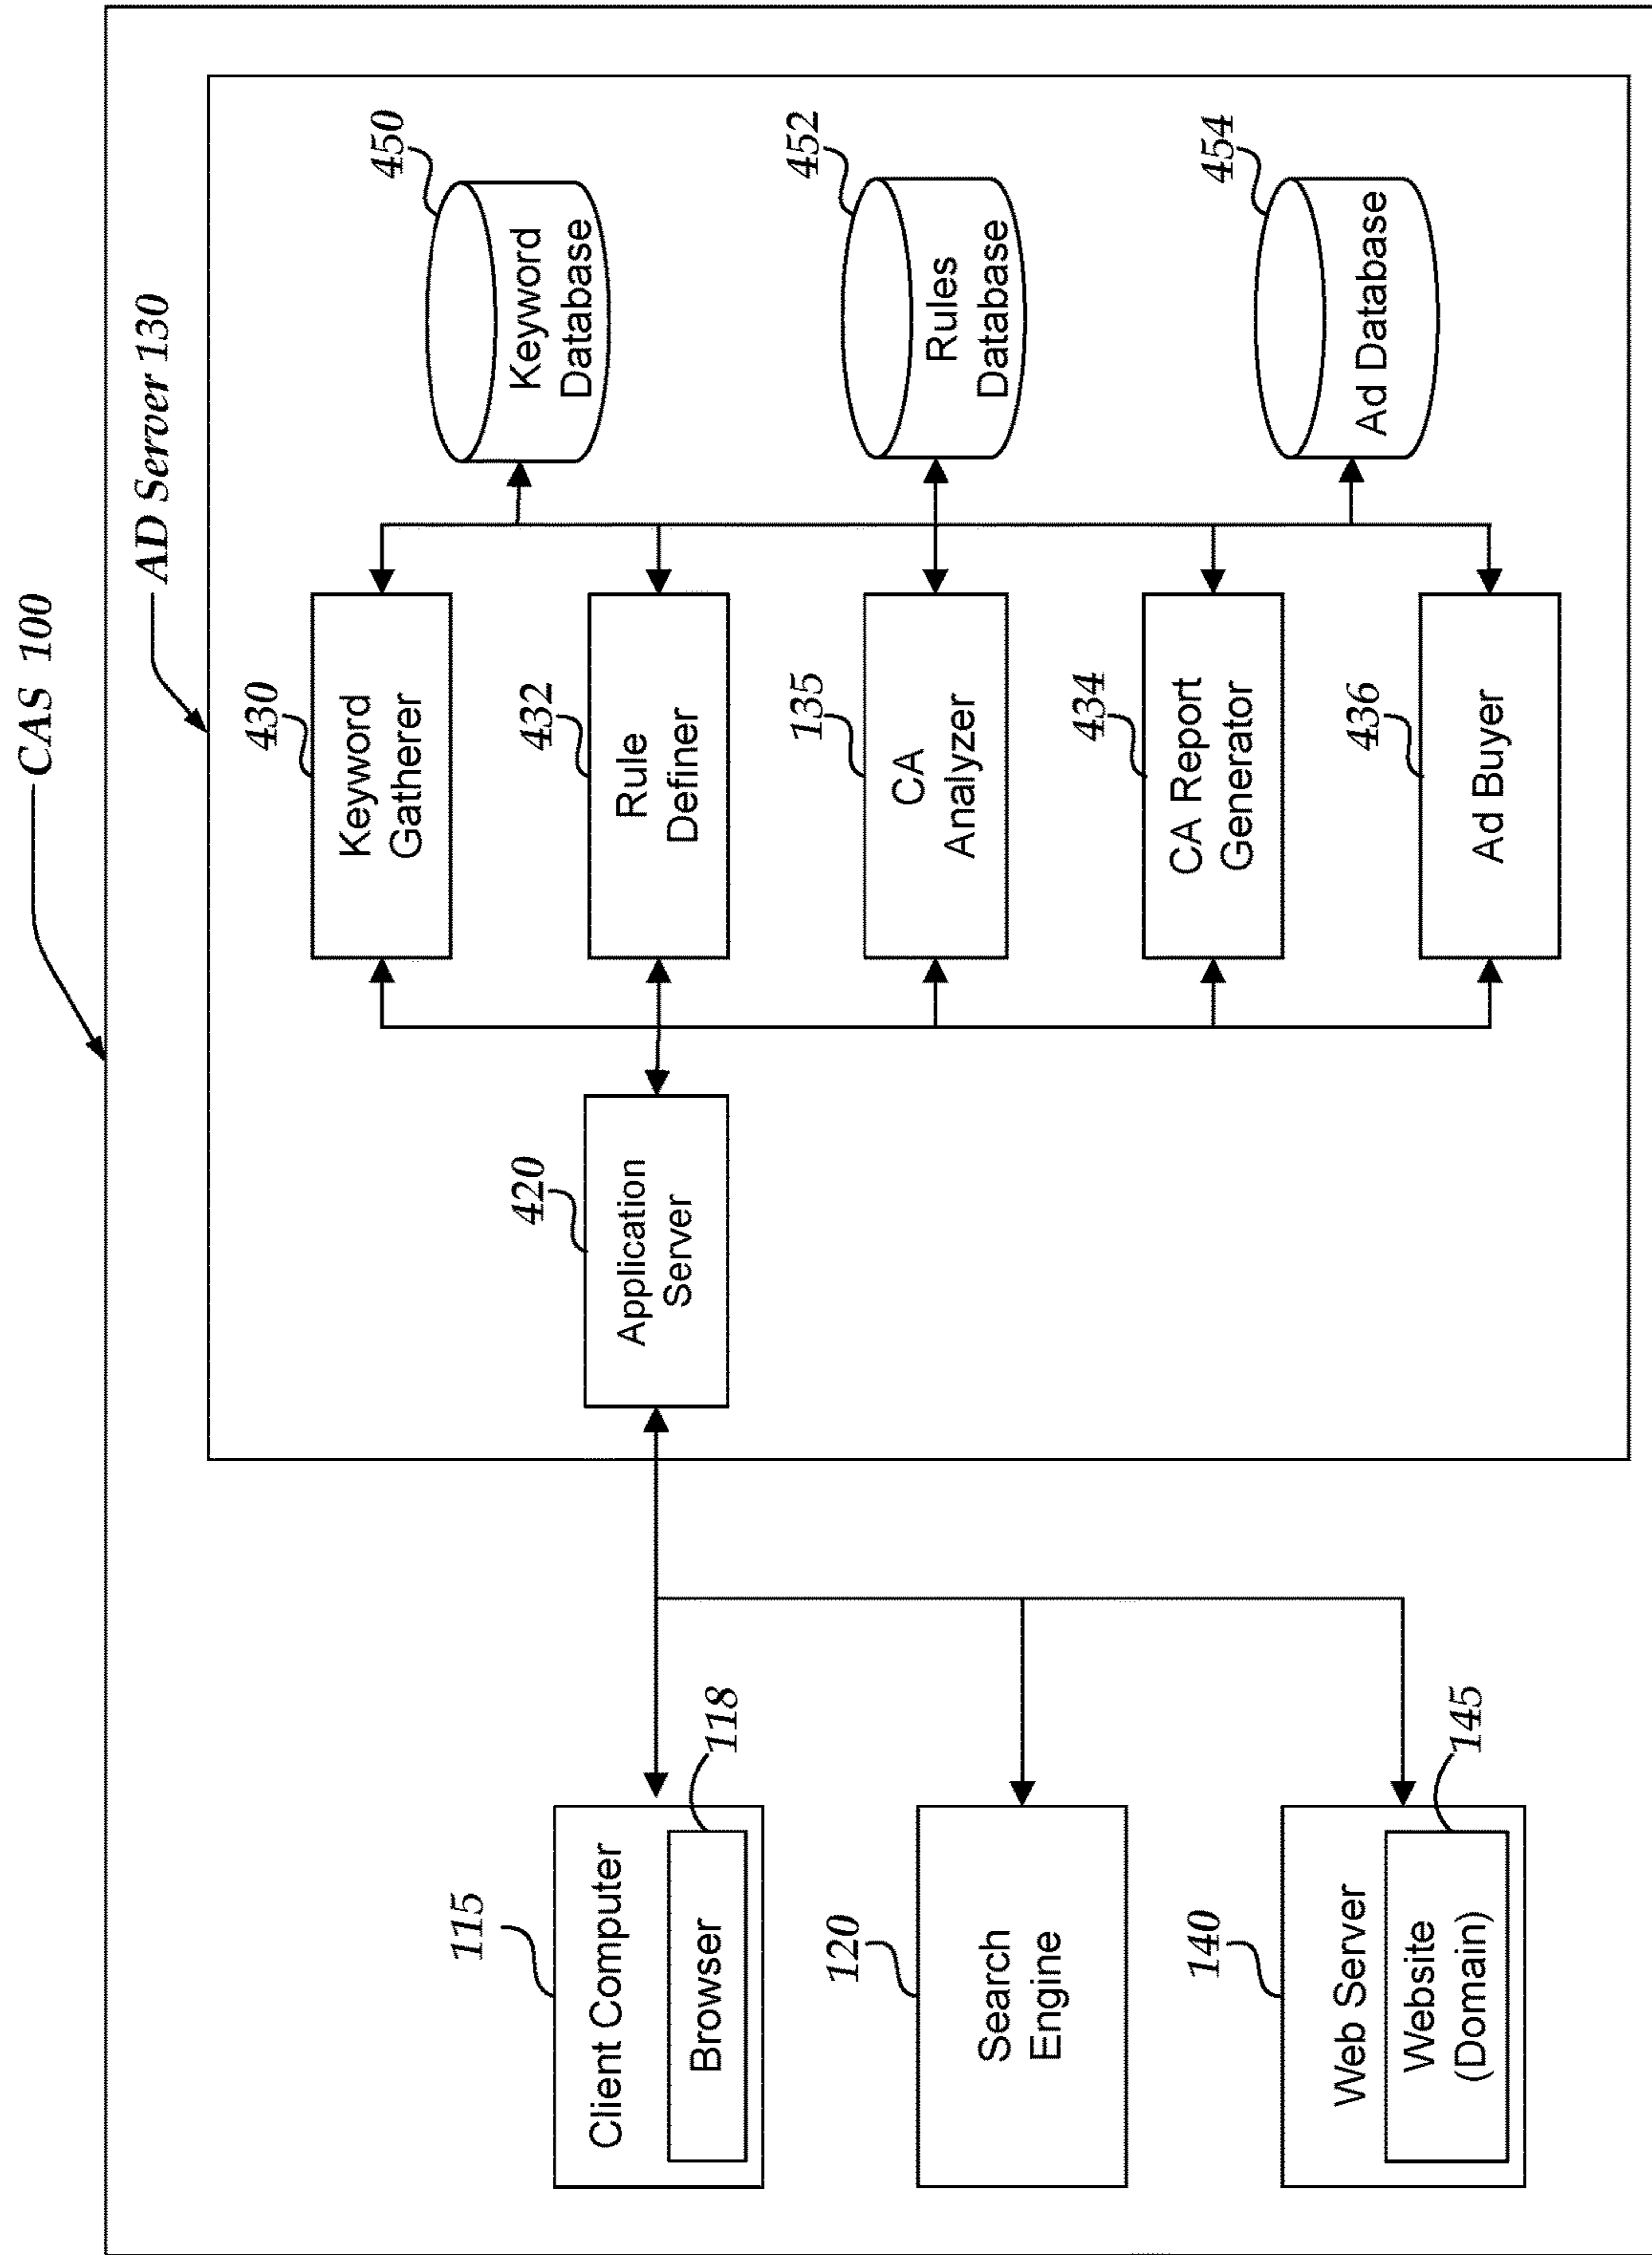 CAS 100
AD Server 130
115
Client Computer
118
Browser
120
Search
Engine
140
Web Server
145
Website
(Domain)
420
Application
Server
430
Keyword
Gatherer
432
Rule
Definer
135
CA
Analyzer
434
CA Report
Generator
436
Ad Buyer
450
Keyword
Database
452
Rules
Database
454
Ad Database